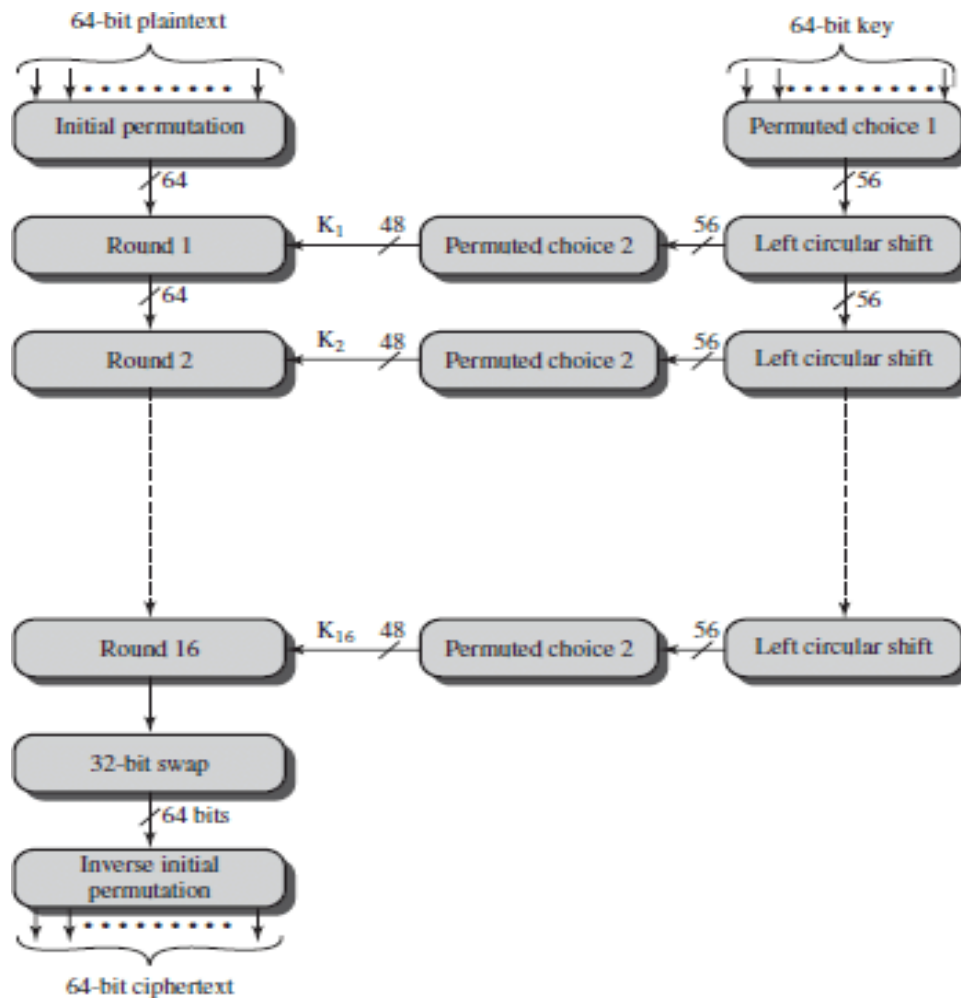 64-bit plaintext
64-bit key
Initial permutation
Permuted choice 1
64
56
Round 1
K₁
48
Permuted choice 2
56
Left circular shift
64
56
Round 2
K₂
48
Permuted choice 2
56
Left circular shift
Round 16
K₁₆
48
Permuted choice 2
56
Left circular shift
32-bit swap
64 bits
Inverse initial
permutation
64-bit ciphertext